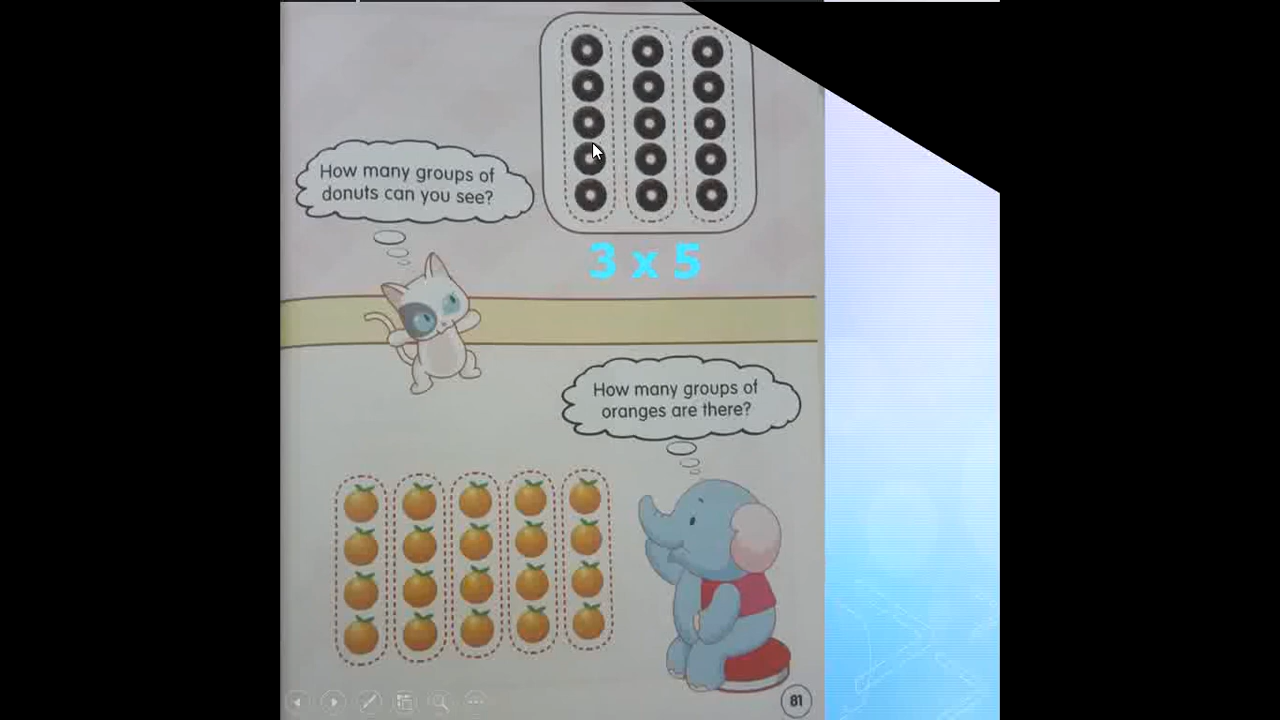 How many groups of
donuts can you see?
3 x 5
How many groups of
oranges are there?
81